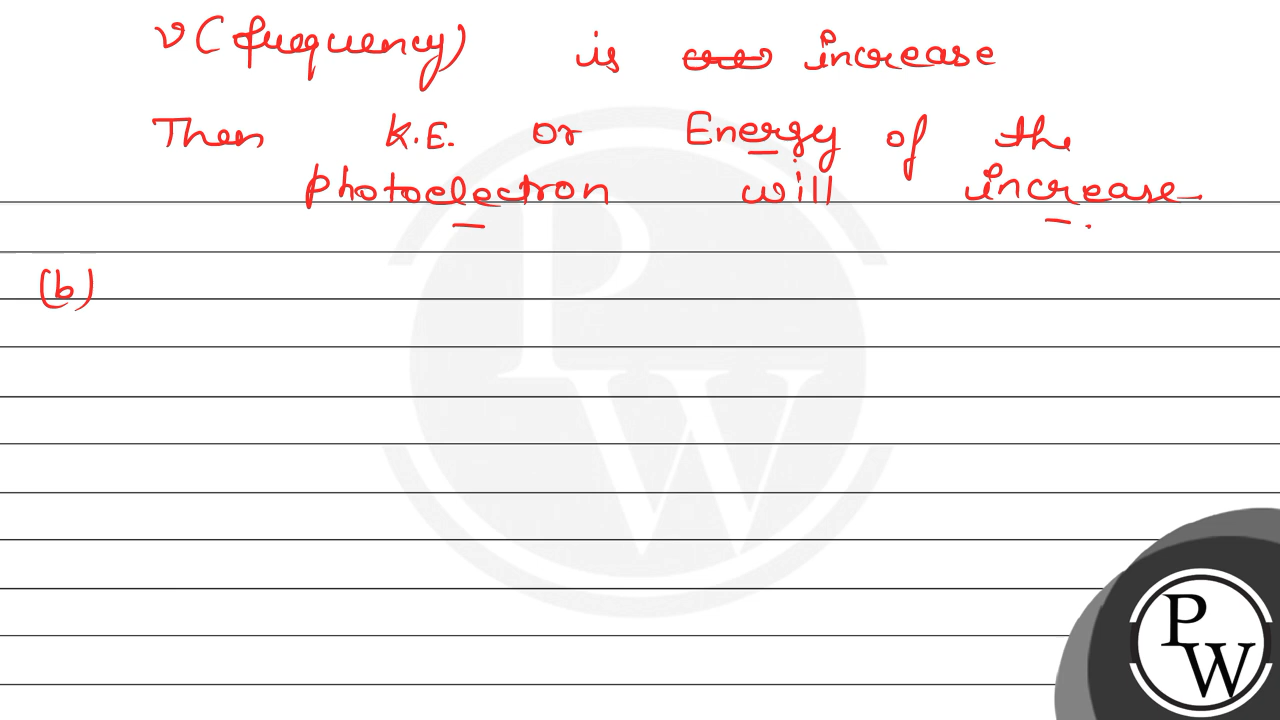 ν (frequency) is increase
Then K.E. or Energy of the
photoelectron will increase.
(b)
P
W
P
W